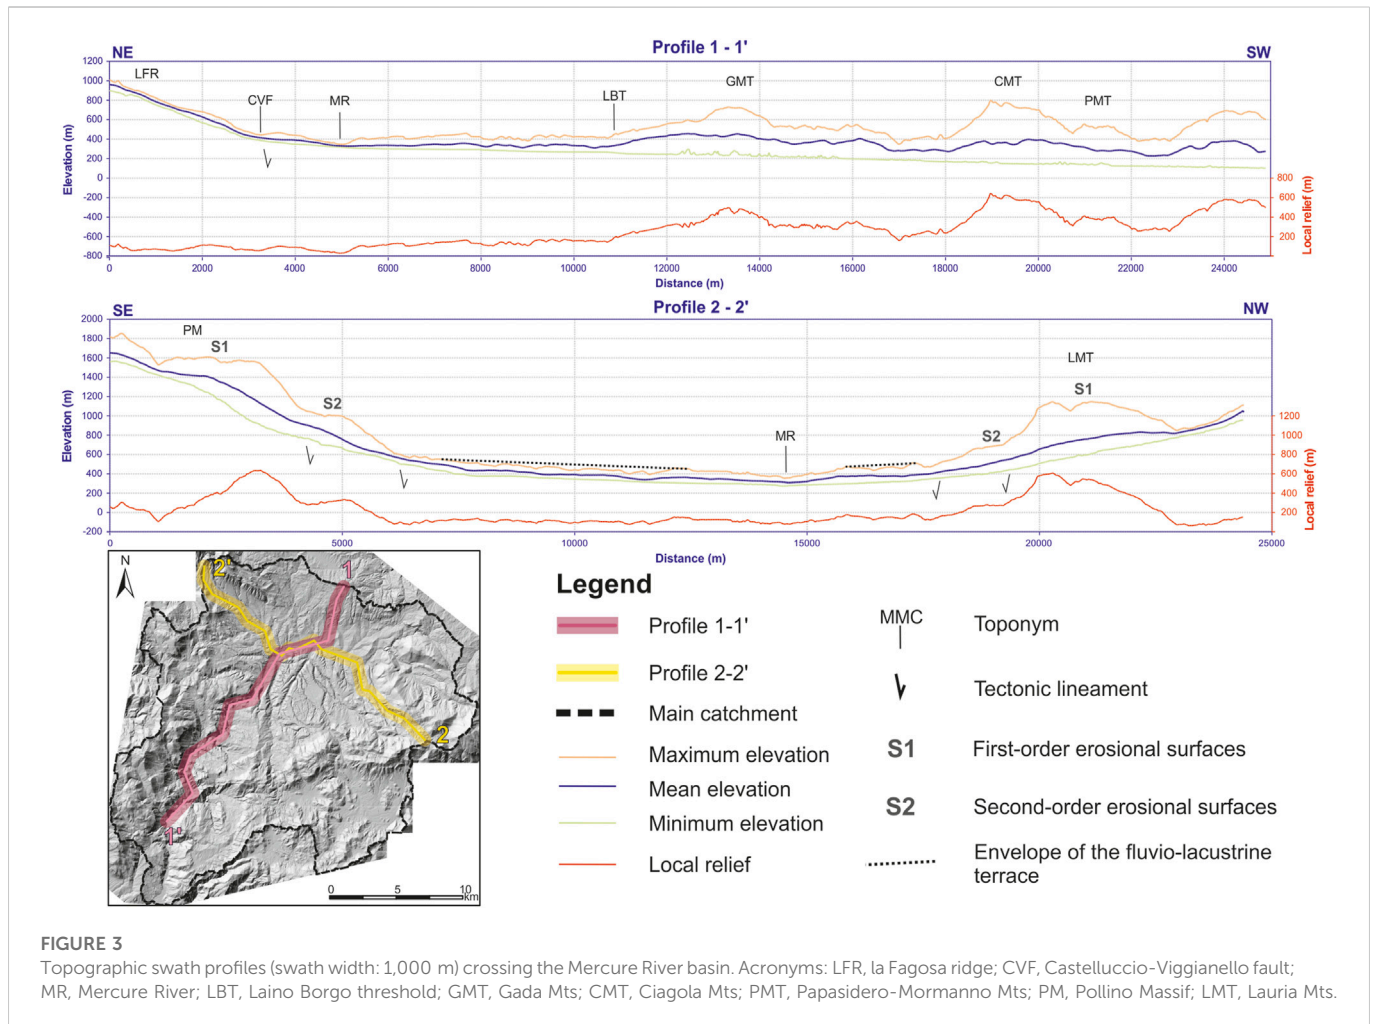 Profile 1 - 1'
NE
SW
1200
1000
800
600
400
200
0
-200
-400
-600
-800
Elevation (m)
LFR
CVF
MR
LBT
GMT
CMT
PMT
800
600
400
200
Local relief (m)
0
2000
4000
6000
8000
10000
12000
14000
16000
18000
20000
22000
24000
Distance (m)
Profile 2 - 2'
SE
NW
2000
1800
1600
1400
1200
1000
800
600
400
200
0
-200
Elevation (m)
PM
S1
S2
MR
LMT
S1
S2
1200
1000
800
600
400
200
Local relief (m)
0
5000
10000
15000
20000
25000
Distance (m)
N
2'
1
2
1'
0
5
10
km
Legend
Profile 1-1'
Profile 2-2'
Main catchment
Maximum elevation
Mean elevation
Minimum elevation
Local relief
MMC
Toponym
Tectonic lineament
S1
First-order erosional surfaces
S2
Second-order erosional surfaces
Envelope of the fluvio-lacustrine
terrace
FIGURE 3
Topographic swath profiles (swath width: 1,000 m) crossing the Mercure River basin. Acronyms: LFR, la Fagosa ridge; CVF, Castelluccio-Viggianello fault;
MR, Mercure River; LBT, Laino Borgo threshold; GMT, Gada Mts; CMT, Ciagola Mts; PMT, Papasidero-Mormanno Mts; PM, Pollino Massif; LMT, Lauria Mts.